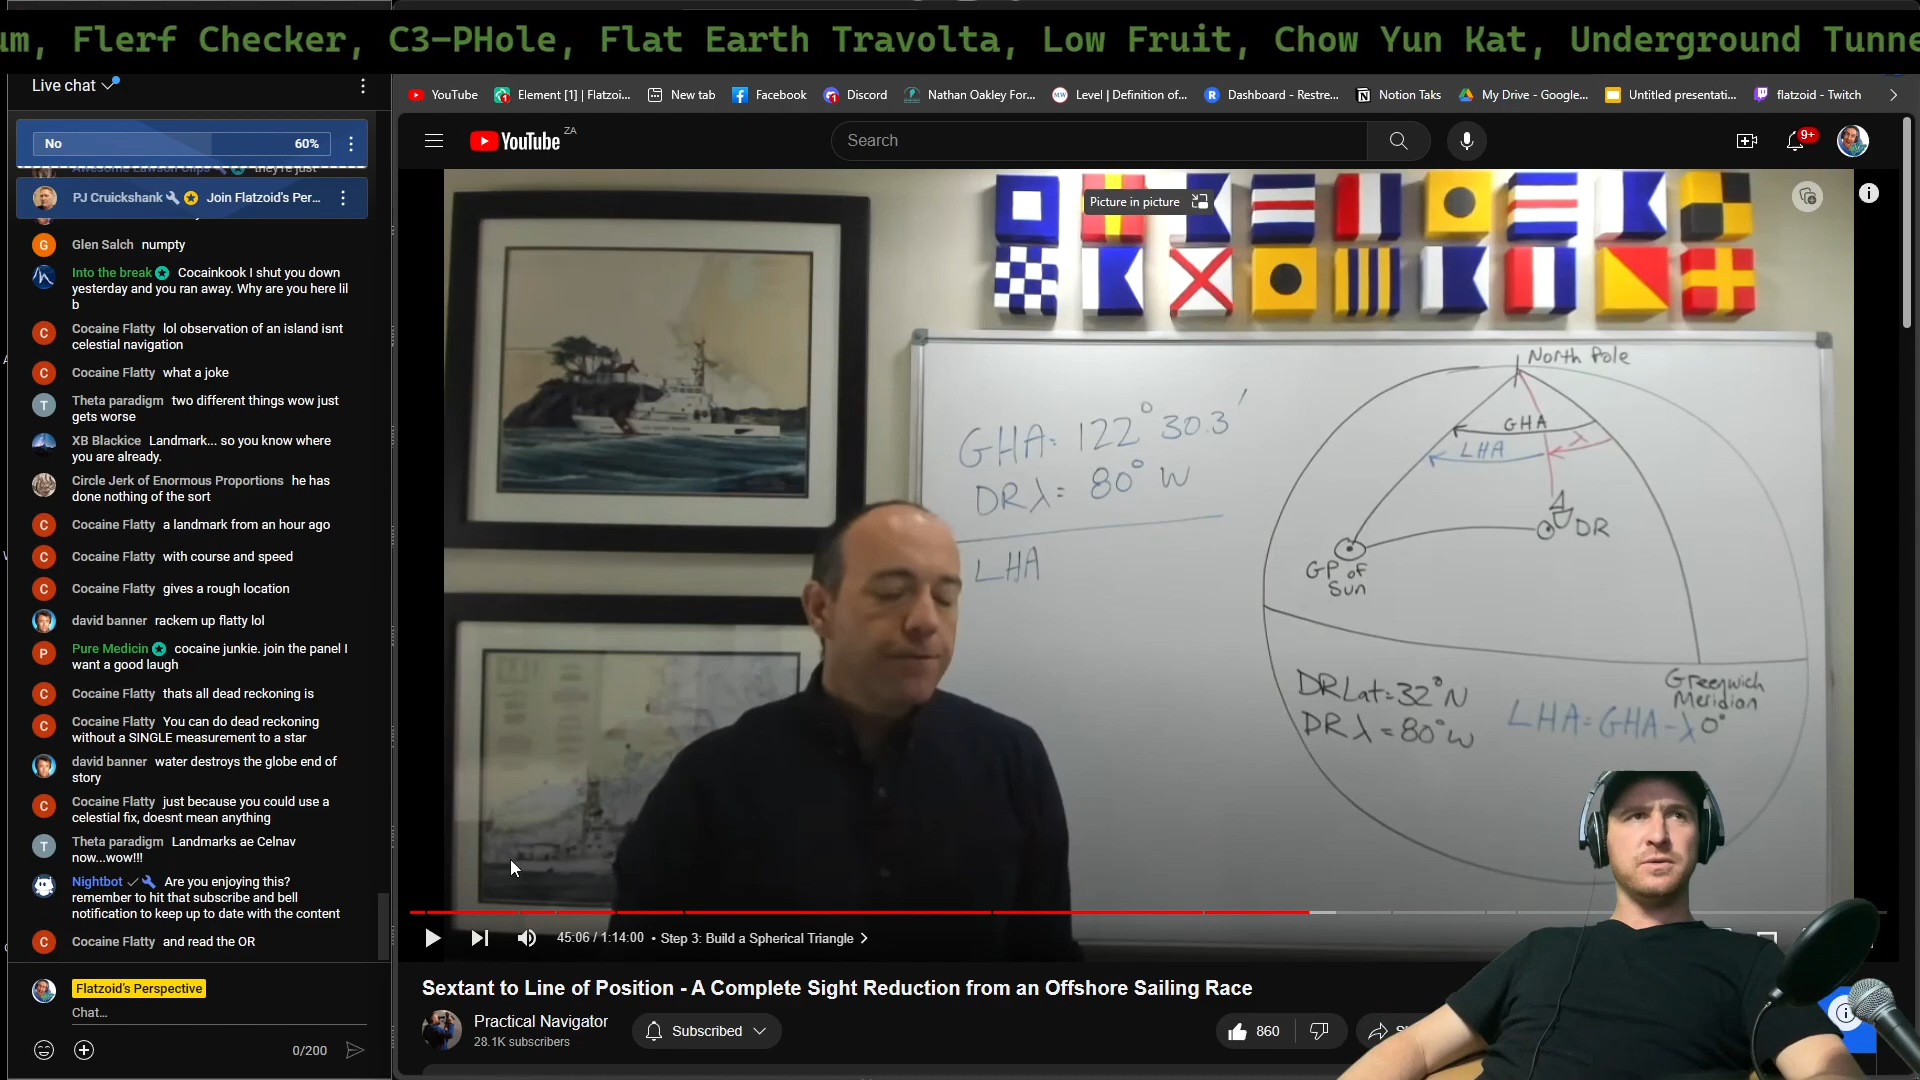 um, Flerf Checker, C3-PHole, Flat Earth Travolta, Low Fruit, Chow Yun Kat, Underground Tunne
Live chat
No 60%
Awesome Lawson Clips they're just
PJ Cruickshank Join Flatzoid's Per...
Glen Salch numpty
Into the break Cocainkook I shut you down
yesterday and you ran away. Why are you here lil
b
Cocaine Flatty lol observation of an island isnt
celestial navigation
Cocaine Flatty what a joke
Theta paradigm two different things wow just
gets worse
XB Blackice Landmark... so you know where
you are already.
Circle Jerk of Enormous Proportions he has
done nothing of the sort
Cocaine Flatty a landmark from an hour ago
Cocaine Flatty with course and speed
Cocaine Flatty gives a rough location
david banner rackem up flatty lol
Pure Medicin cocaine junkie. join the panel I
want a good laugh
Cocaine Flatty thats all dead reckoning is
Cocaine Flatty You can do dead reckoning
without a SINGLE measurement to a star
david banner water destroys the globe end of
story
Cocaine Flatty just because you could use a
celestial fix, doesnt mean anything
Theta paradigm Landmarks ae Celnav
now...wow!!!
Nightbot Are you enjoying this?
remember to hit that subscribe and bell
notification to keep up to date with the content
Cocaine Flatty and read the OR
Flatzoid's Perspective
Chat...
0/200
YouTube Element [1] | Flatzoi... New tab Facebook Discord Nathan Oakley For... Level | Definition of... Dashboard - Restre... Notion Taks My Drive - Google... Untitled presentati... flatzoid - Twitch
YouTube ZA
Search
9+
Picture in picture
GHA: 122° 30.3'
DR λ = 80° W
LHA
North Pole
GHA
LHA λ
DR
GP of
Sun
Greenwich
Meridian
0°
DR Lat = 32° N
DR λ = 80° W
LHA = GHA - λ
45:06 / 1:14:00 • Step 3: Build a Spherical Triangle
Sextant to Line of Position - A Complete Sight Reduction from an Offshore Sailing Race
Practical Navigator
28.1K subscribers
Subscribed
860